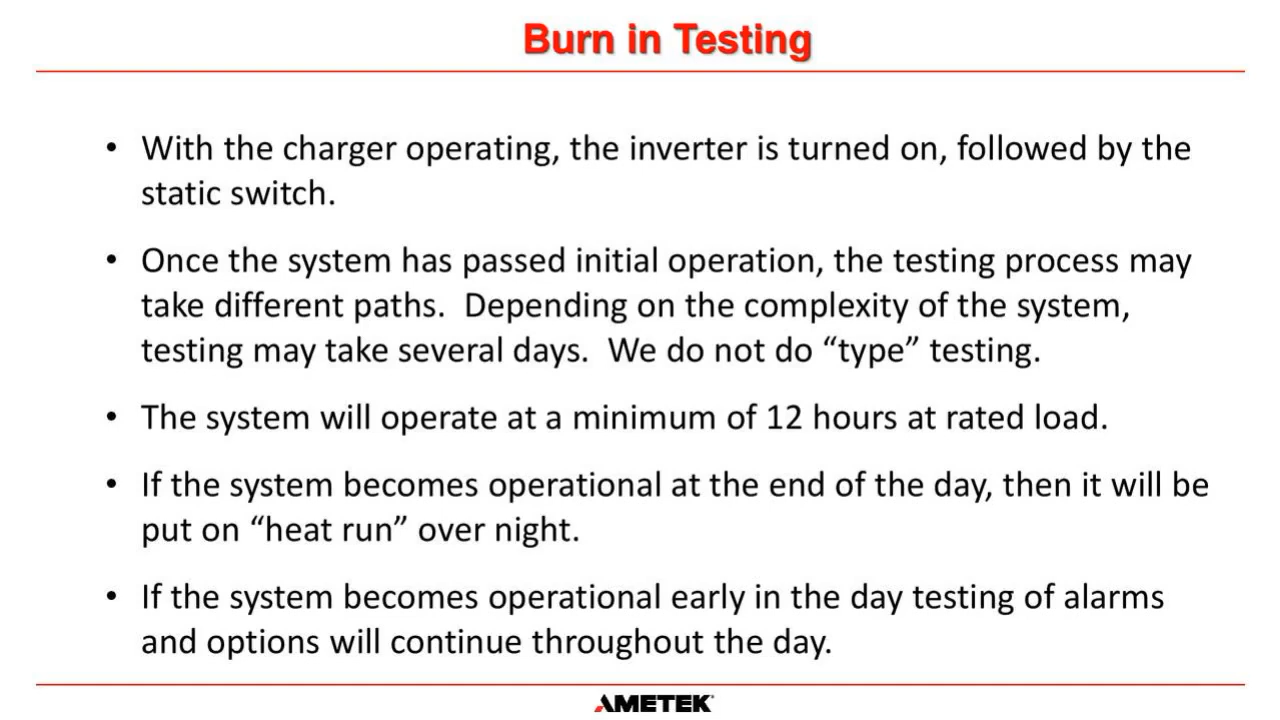 Burn in Testing
• With the charger operating, the inverter is turned on, followed by the
static switch.
• Once the system has passed initial operation, the testing process may
take different paths.  Depending on the complexity of the system,
testing may take several days.  We do not do “type” testing.
• The system will operate at a minimum of 12 hours at rated load.
• If the system becomes operational at the end of the day, then it will be
put on “heat run” over night.
• If the system becomes operational early in the day testing of alarms
and options will continue throughout the day.
AMETEK